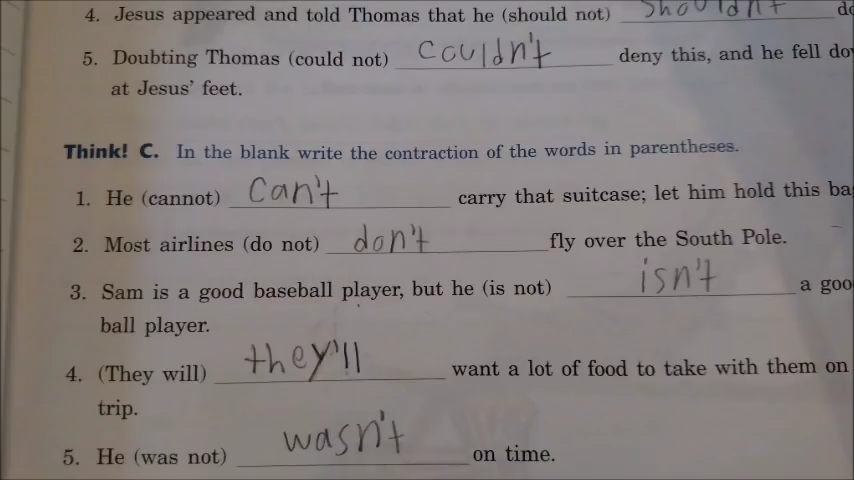 4. Jesus appeared and told Thomas that he (should not) shouldn't
5. Doubting Thomas (could not) couldn't deny this, and he fell
at Jesus' feet.
Think! C. In the blank write the contraction of the words in parentheses.
1. He (cannot) can't carry that suitcase; let him hold this
2. Most airlines (do not) don't fly over the South Pole.
3. Sam is a good baseball player, but he (is not) isn't a
ball player.
4. (They will) they'll want a lot of food to take with them on
trip.
5. He (was not) wasn't on time.